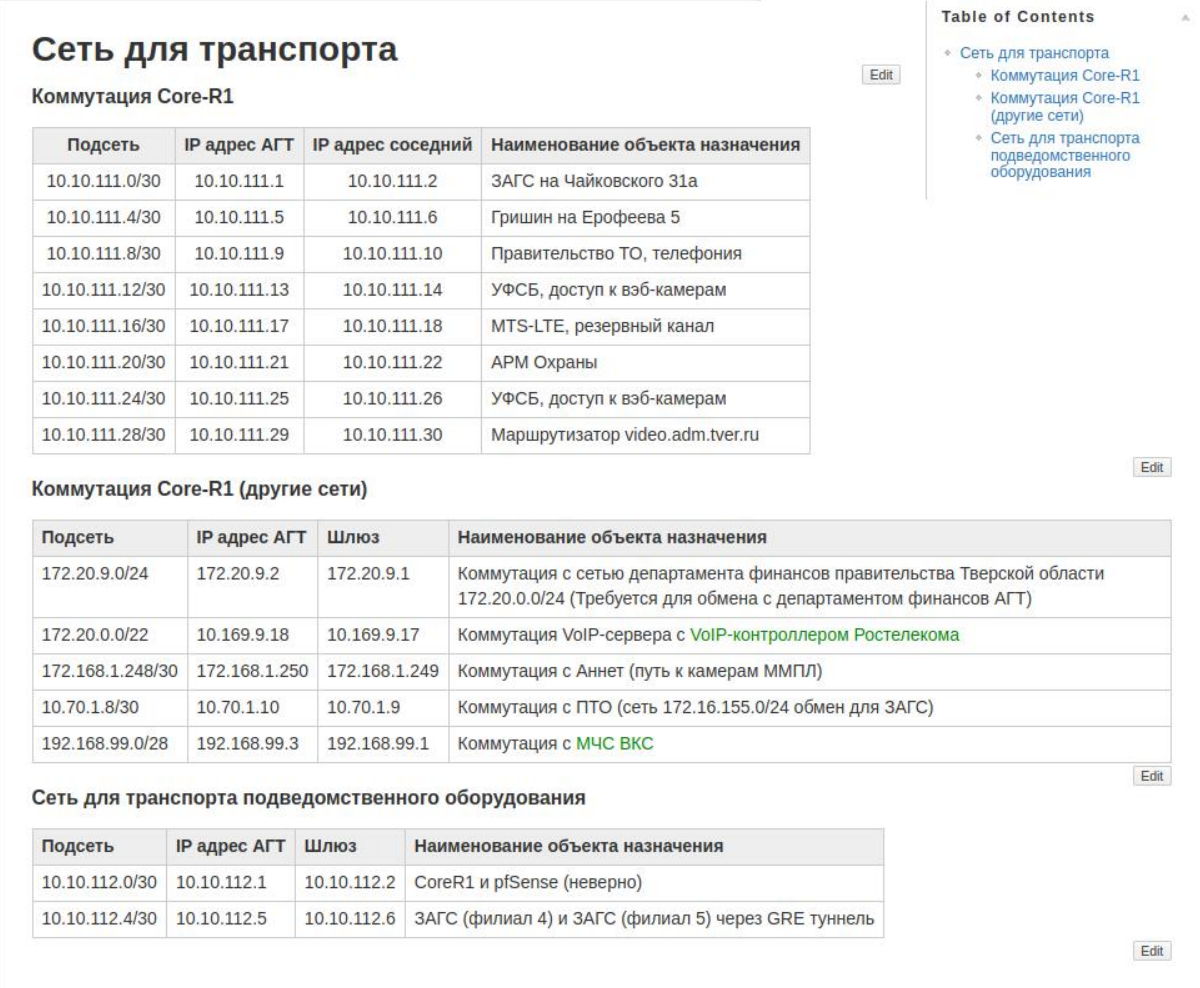 Сеть для транспорта
Edit
Коммутация Core-R1
Подсеть IP адрес АГТ IP адрес соседний Наименование объекта назначения
10.10.111.0/30 10.10.111.1 10.10.111.2 ЗАГС на Чайковского 31а
10.10.111.4/30 10.10.111.5 10.10.111.6 Гришин на Ерофеева 5
10.10.111.8/30 10.10.111.9 10.10.111.10 Правительство ТО, телефония
10.10.111.12/30 10.10.111.13 10.10.111.14 УФСБ, доступ к вэб-камерам
10.10.111.16/30 10.10.111.17 10.10.111.18 MTS-LTE, резервный канал
10.10.111.20/30 10.10.111.21 10.10.111.22 АРМ Охраны
10.10.111.24/30 10.10.111.25 10.10.111.26 УФСБ, доступ к вэб-камерам
10.10.111.28/30 10.10.111.29 10.10.111.30 Маршрутизатор video.adm.tver.ru
Table of Contents
Сеть для транспорта
Коммутация Core-R1
Коммутация Core-R1
(другие сети)
Сеть для транспорта
подведомственного
оборудования
Edit
Коммутация Core-R1 (другие сети)
Подсеть IP адрес АГТ Шлюз Наименование объекта назначения
172.20.9.0/24 172.20.9.2 172.20.9.1 Коммутация с сетью департамента финансов правительства Тверской области
172.20.0.0/24 (Требуется для обмена с департаментом финансов АГТ)
172.20.0.0/22 10.169.9.18 10.169.9.17 Коммутация VoIP-сервера с VoIP-контроллером Ростелекома
172.168.1.248/30 172.168.1.250 172.168.1.249 Коммутация с Аннет (путь к камерам ММПЛ)
10.70.1.8/30 10.70.1.10 10.70.1.9 Коммутация с ПТО (сеть 172.16.155.0/24 обмен для ЗАГС)
192.168.99.0/28 192.168.99.3 192.168.99.1 Коммутация с МЧС ВКС
Edit
Сеть для транспорта подведомственного оборудования
Подсеть IP адрес АГТ Шлюз Наименование объекта назначения
10.10.112.0/30 10.10.112.1 10.10.112.2 CoreR1 и pfSense (неверно)
10.10.112.4/30 10.10.112.5 10.10.112.6 ЗАГС (филиал 4) и ЗАГС (филиал 5) через GRE туннель
Edit